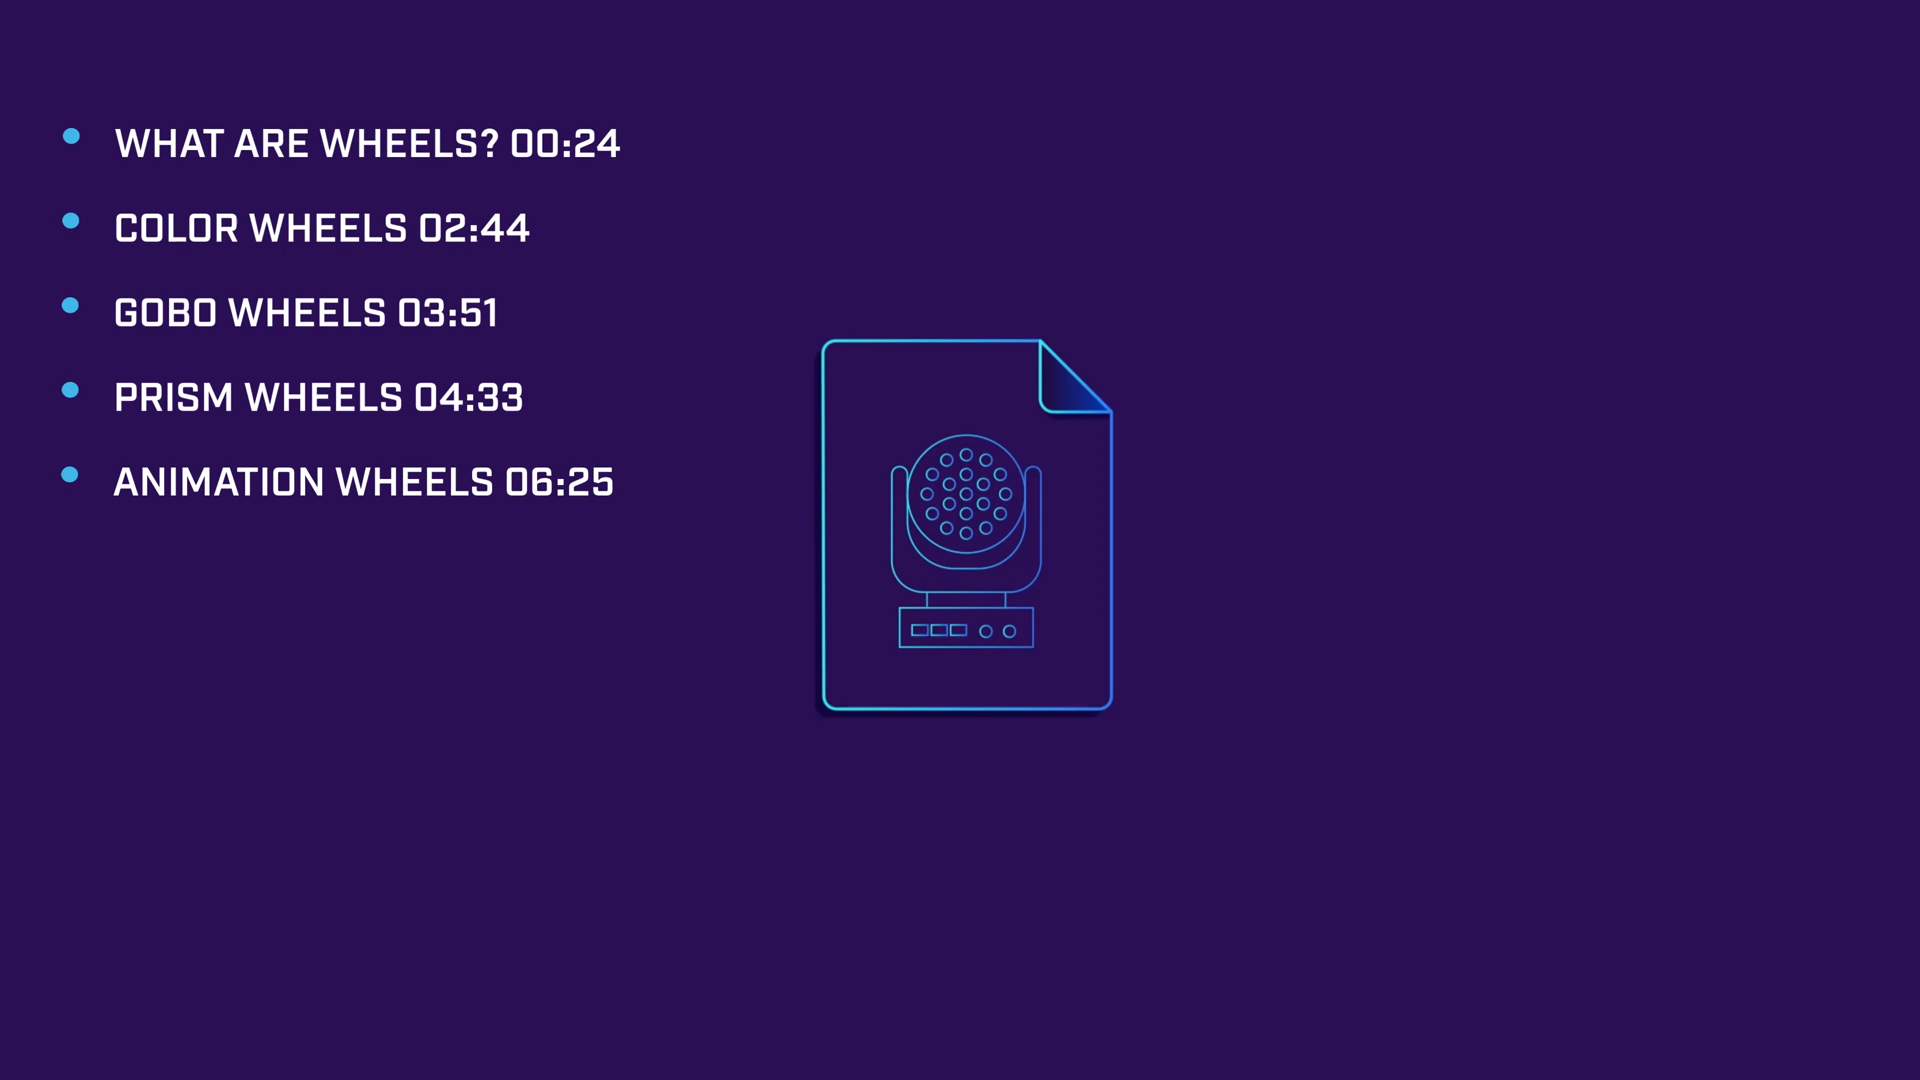 WHAT ARE WHEELS? 00:24
COLOR WHEELS 02:44
GOBO WHEELS 03:51
PRISM WHEELS 04:33
ANIMATION WHEELS 06:25